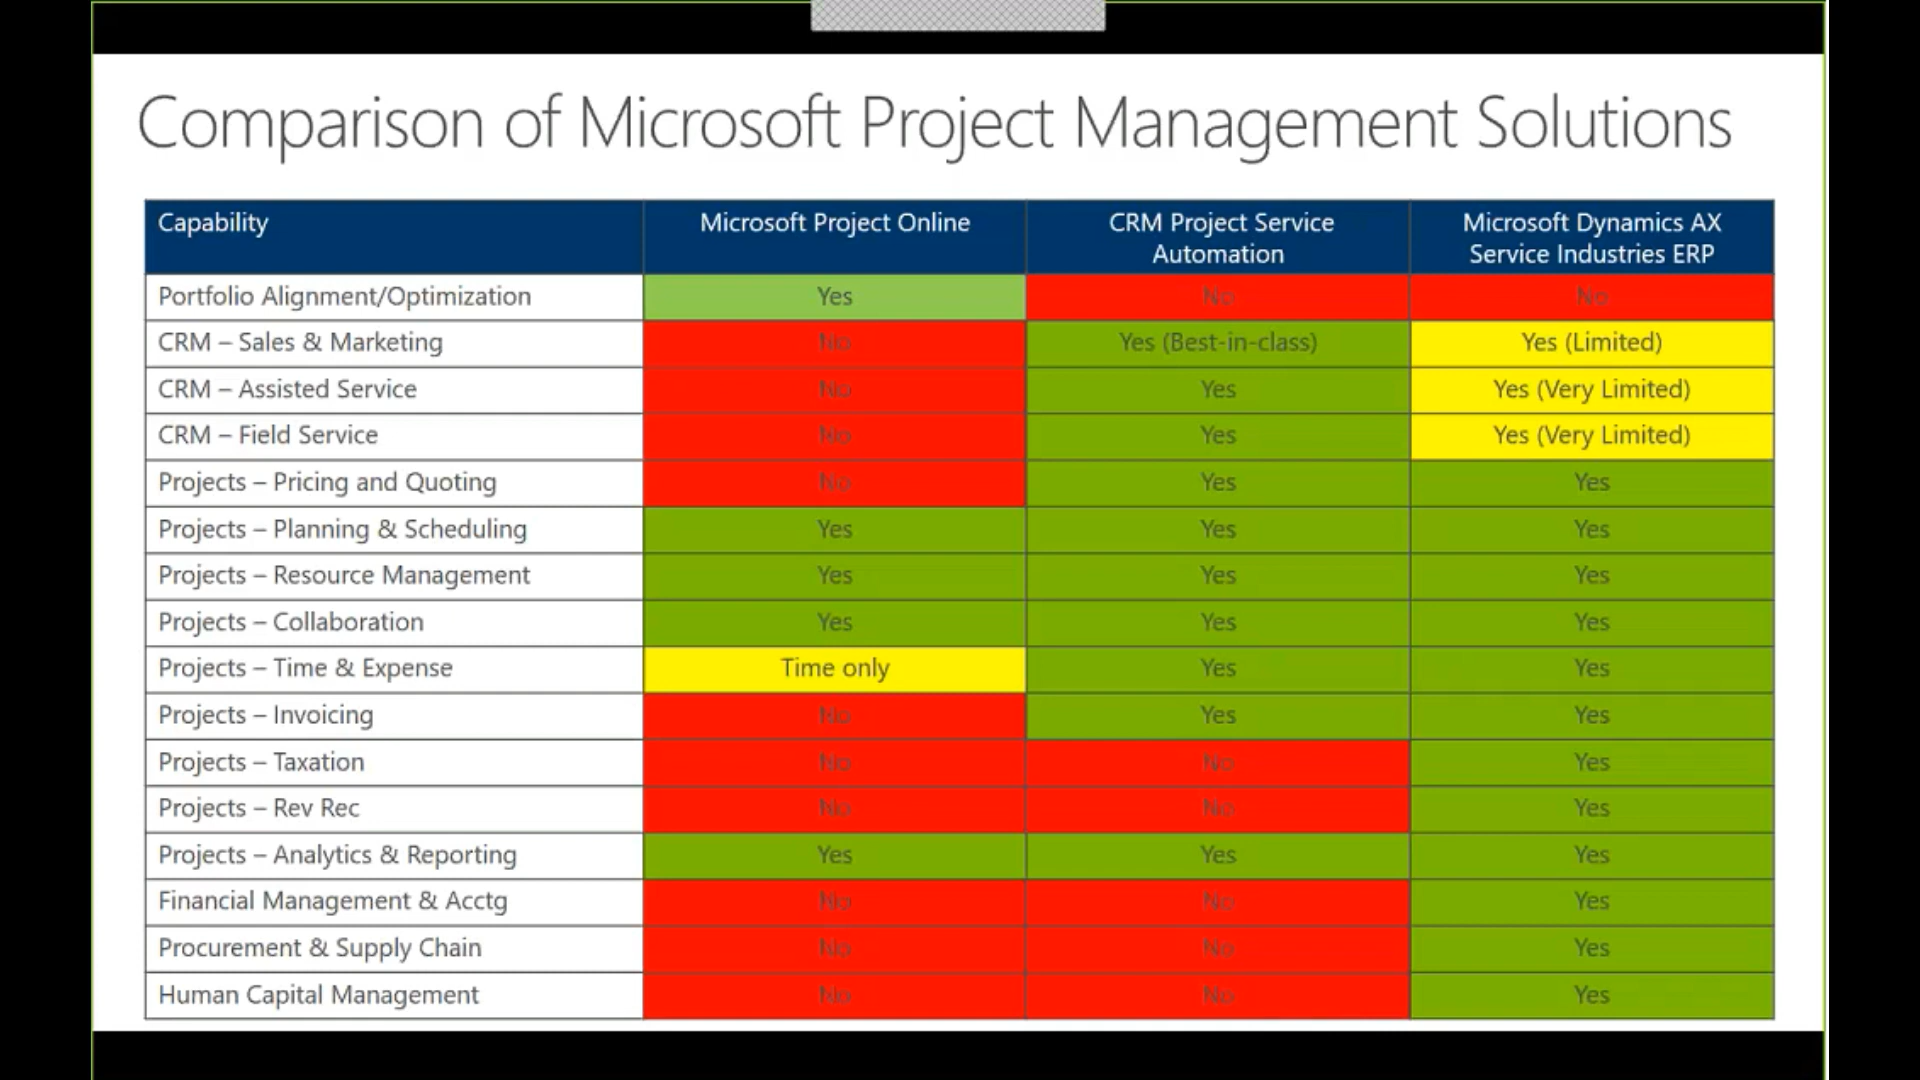 Comparison of Microsoft Project Management Solutions
Capability Microsoft Project Online CRM Project Service Automation Microsoft Dynamics AX Service Industries ERP
Portfolio Alignment/Optimization Yes No No
CRM – Sales & Marketing No Yes (Best-in-class) Yes (Limited)
CRM – Assisted Service No Yes Yes (Very Limited)
CRM – Field Service No Yes Yes (Very Limited)
Projects – Pricing and Quoting No Yes Yes
Projects – Planning & Scheduling Yes Yes Yes
Projects – Resource Management Yes Yes Yes
Projects – Collaboration Yes Yes Yes
Projects – Time & Expense Time only Yes Yes
Projects – Invoicing No Yes Yes
Projects – Taxation No No Yes
Projects – Rev Rec No No Yes
Projects – Analytics & Reporting Yes Yes Yes
Financial Management & Acctg No No Yes
Procurement & Supply Chain No No Yes
Human Capital Management No No Yes